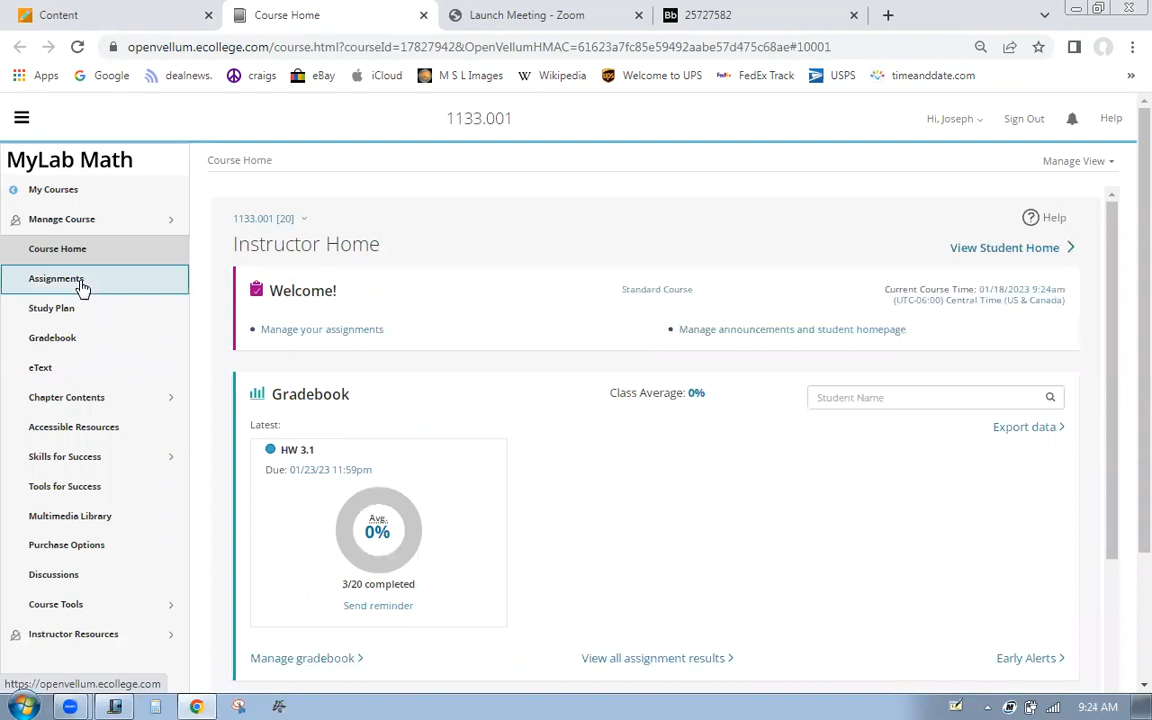 Content
Course Home
Launch Meeting - Zoom
Bb 25727582
openvellum.ecollege.com/course.html?courseId=17827942&OpenVellumHMAC=61623a7fc85e59492aabe57d475c68ae#10001
Apps Google dealnews. craigs eBay iCloud M S L Images W Wikipedia Welcome to UPS FedEx Track USPS timeanddate.com »
1133.001
Hi, Joseph
Sign Out
Help
MyLab Math
My Courses
Manage Course
Course Home
Assignments
Study Plan
Gradebook
eText
Chapter Contents
Accessible Resources
Skills for Success
Tools for Success
Multimedia Library
Purchase Options
Discussions
Course Tools
Instructor Resources
https://openvellum.ecollege.com
Course Home
Manage View
1133.001 [20]
? Help
Instructor Home
View Student Home
Welcome!
Standard Course
Current Course Time: 01/18/2023 9:24am
(UTC-06:00) Central Time (US & Canada)
• Manage your assignments
• Manage announcements and student homepage
Gradebook
Class Average: 0%
Student Name
Latest:
Export data
HW 3.1
Due: 01/23/23 11:59pm
Avg.
0%
3/20 completed
Send reminder
Manage gradebook
View all assignment results
Early Alerts
9:24 AM